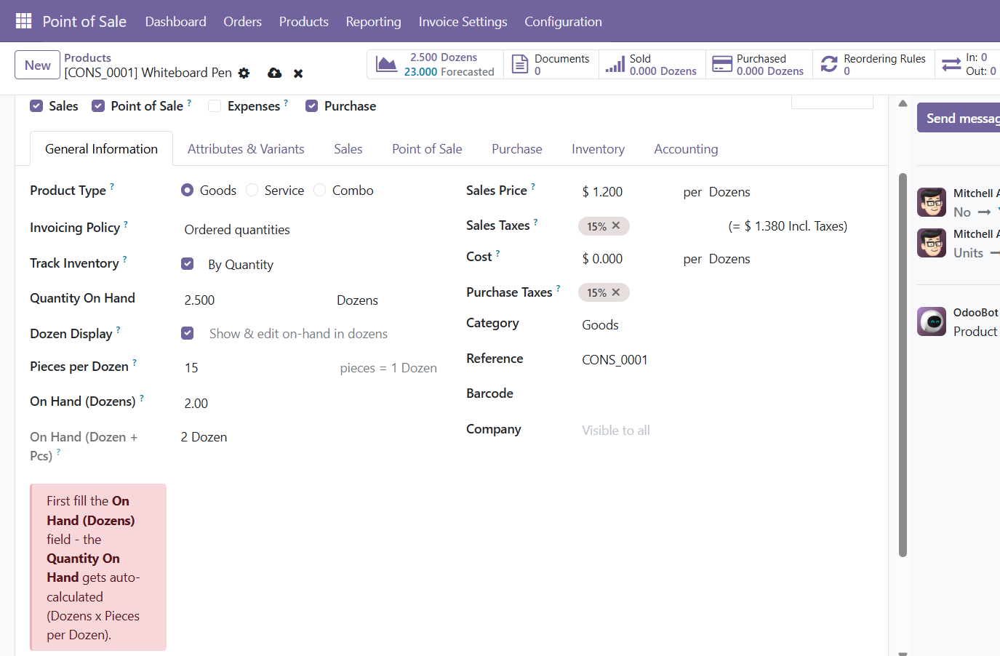 Point of Sale Dashboard Orders Products Reporting Invoice Settings Configuration
New
Products
[CONS_0001] Whiteboard Pen
2.500 Dozens
23.000 Forecasted
Documents
0
Sold
0.000 Dozens
Purchased
0.000 Dozens
Reordering Rules
0
In: 0
Out: 0
Sales Point of Sale ? Expenses ? Purchase
General Information Attributes & Variants Sales Point of Sale Purchase Inventory Accounting
Product Type ? Goods Service Combo
Invoicing Policy ? Ordered quantities
Track Inventory ? By Quantity
Quantity On Hand 2.500 Dozens
Dozen Display ? Show & edit on-hand in dozens
Pieces per Dozen ? 15 pieces = 1 Dozen
On Hand (Dozens) ? 2.00
On Hand (Dozen + 2 Dozen
Pcs) ?
First fill the On
Hand (Dozens)
field - the
Quantity On
Hand gets auto-
calculated
(Dozens x Pieces
per Dozen).
Sales Price ? $ 1.200 per Dozens
Sales Taxes ? 15% (= $ 1.380 Incl. Taxes)
Cost ? $ 0.000 per Dozens
Purchase Taxes ? 15%
Category Goods
Reference CONS_0001
Barcode
Company Visible to all
Send messag
Mitchell A
No →
Mitchell A
Units →
OdooBot
Product